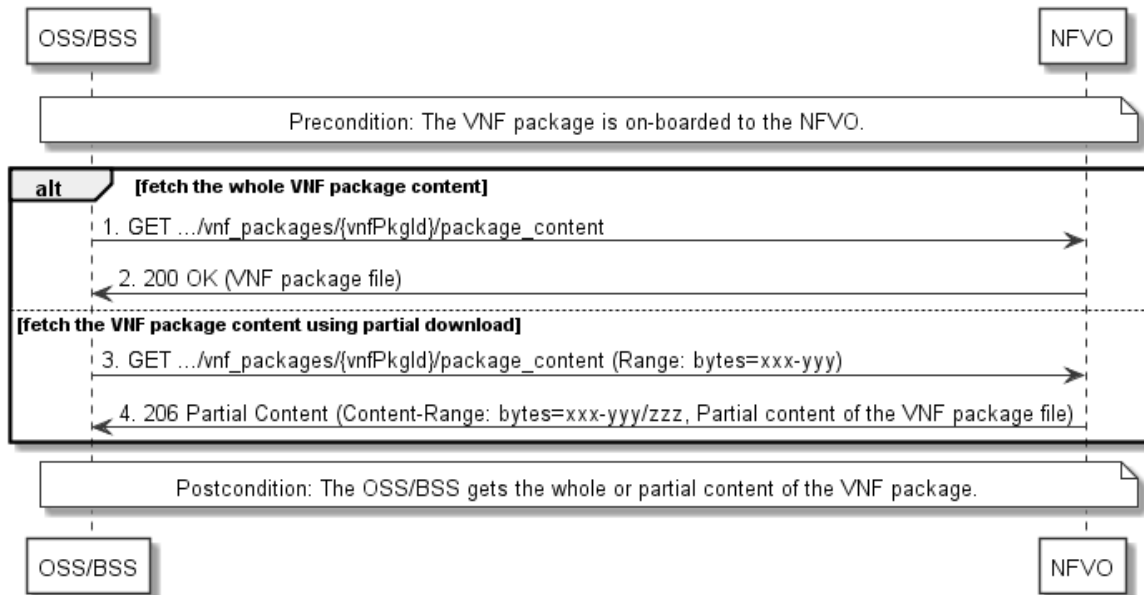 OSS/BSS
NFVO
Precondition: The VNF package is on-boarded to the NFVO.
alt
[fetch the whole VNF package content]
1. GET .../vnf_packages/{vnfPkgId}/package_content
2. 200 OK (VNF package file)
[fetch the VNF package content using partial download]
3. GET .../vnf_packages/{vnfPkgId}/package_content (Range: bytes=xxx-yyy)
4. 206 Partial Content (Content-Range: bytes=xxx-yyy/zzz, Partial content of the VNF package file)
Postcondition: The OSS/BSS gets the whole or partial content of the VNF package.
OSS/BSS
NFVO